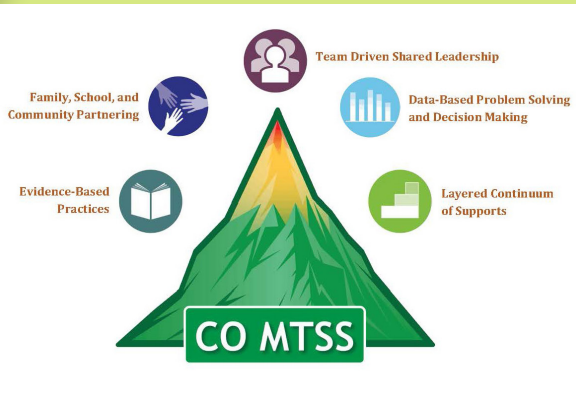 Team Driven Shared Leadership
Family, School, and
Community Partnering
Data-Based Problem Solving
and Decision Making
Evidence-Based
Practices
Layered Continuum
of Supports
CO MTSS